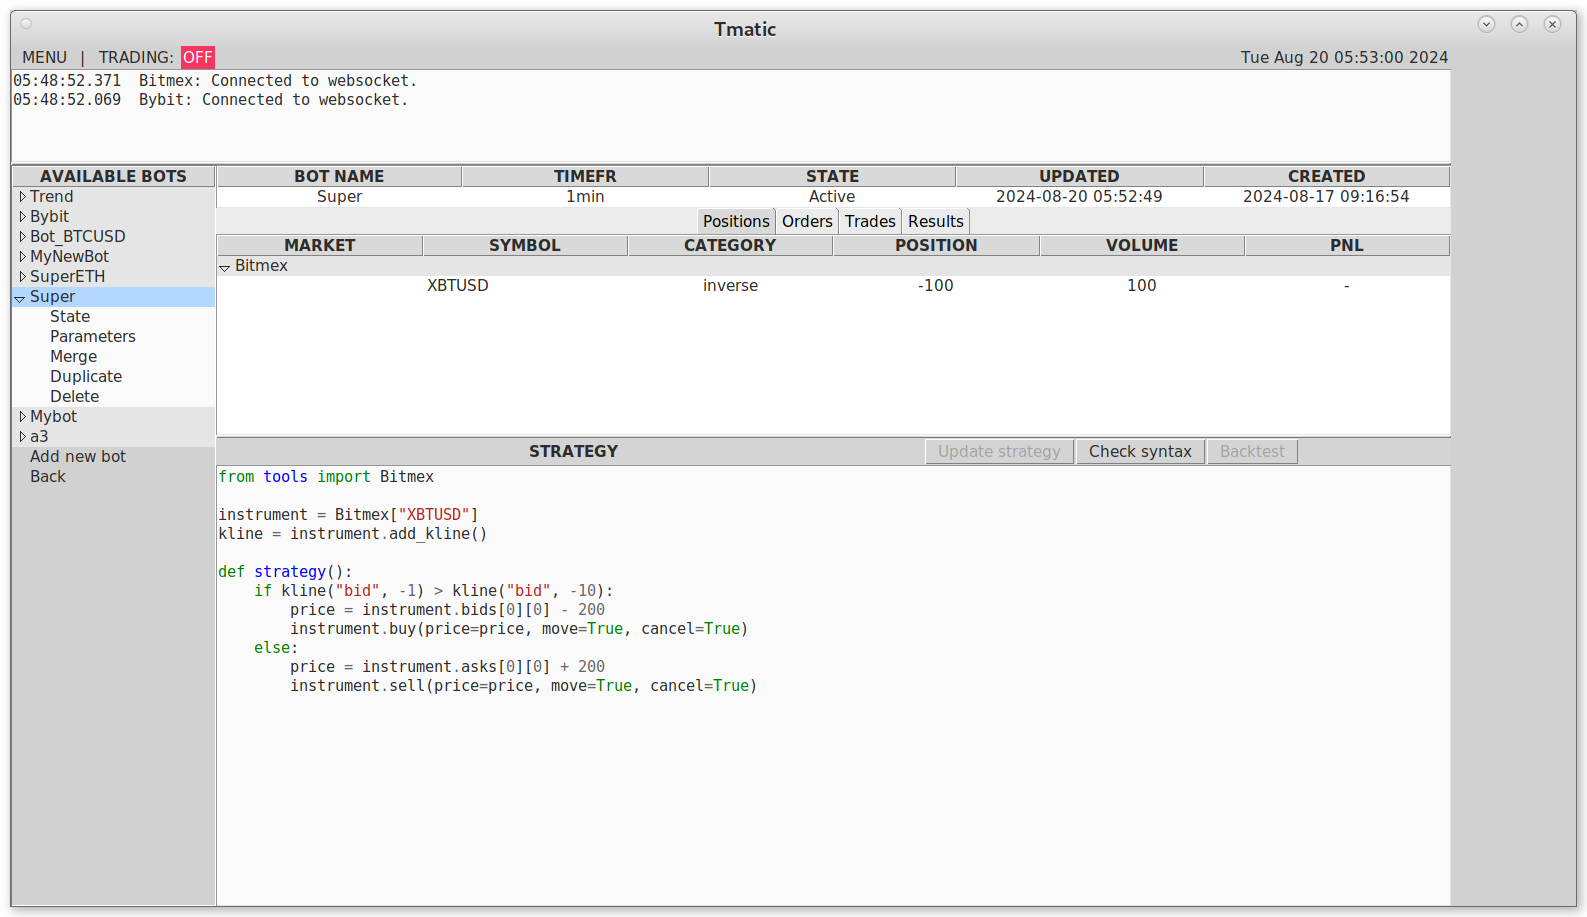 Tmatic
MENU | TRADING: OFF
Tue Aug 20 05:53:00 2024
05:48:52.371  Bitmex: Connected to websocket.
05:48:52.069  Bybit: Connected to websocket.
AVAILABLE BOTS
Trend
Bybit
Bot_BTCUSD
MyNewBot
SuperETH
Super
State
Parameters
Merge
Duplicate
Delete
Mybot
a3
Add new bot
Back
BOT NAME TIMEFR STATE UPDATED CREATED
Super 1min Active 2024-08-20 05:52:49 2024-08-17 09:16:54
Positions Orders Trades Results
MARKET SYMBOL CATEGORY POSITION VOLUME PNL
Bitmex
XBTUSD inverse -100 100 -
STRATEGY Update strategy Check syntax Backtest
from tools import Bitmex
instrument = Bitmex["XBTUSD"]
kline = instrument.add_kline()
def strategy():
    if kline("bid", -1) > kline("bid", -10):
        price = instrument.bids[0][0] - 200
        instrument.buy(price=price, move=True, cancel=True)
    else:
        price = instrument.asks[0][0] + 200
        instrument.sell(price=price, move=True, cancel=True)